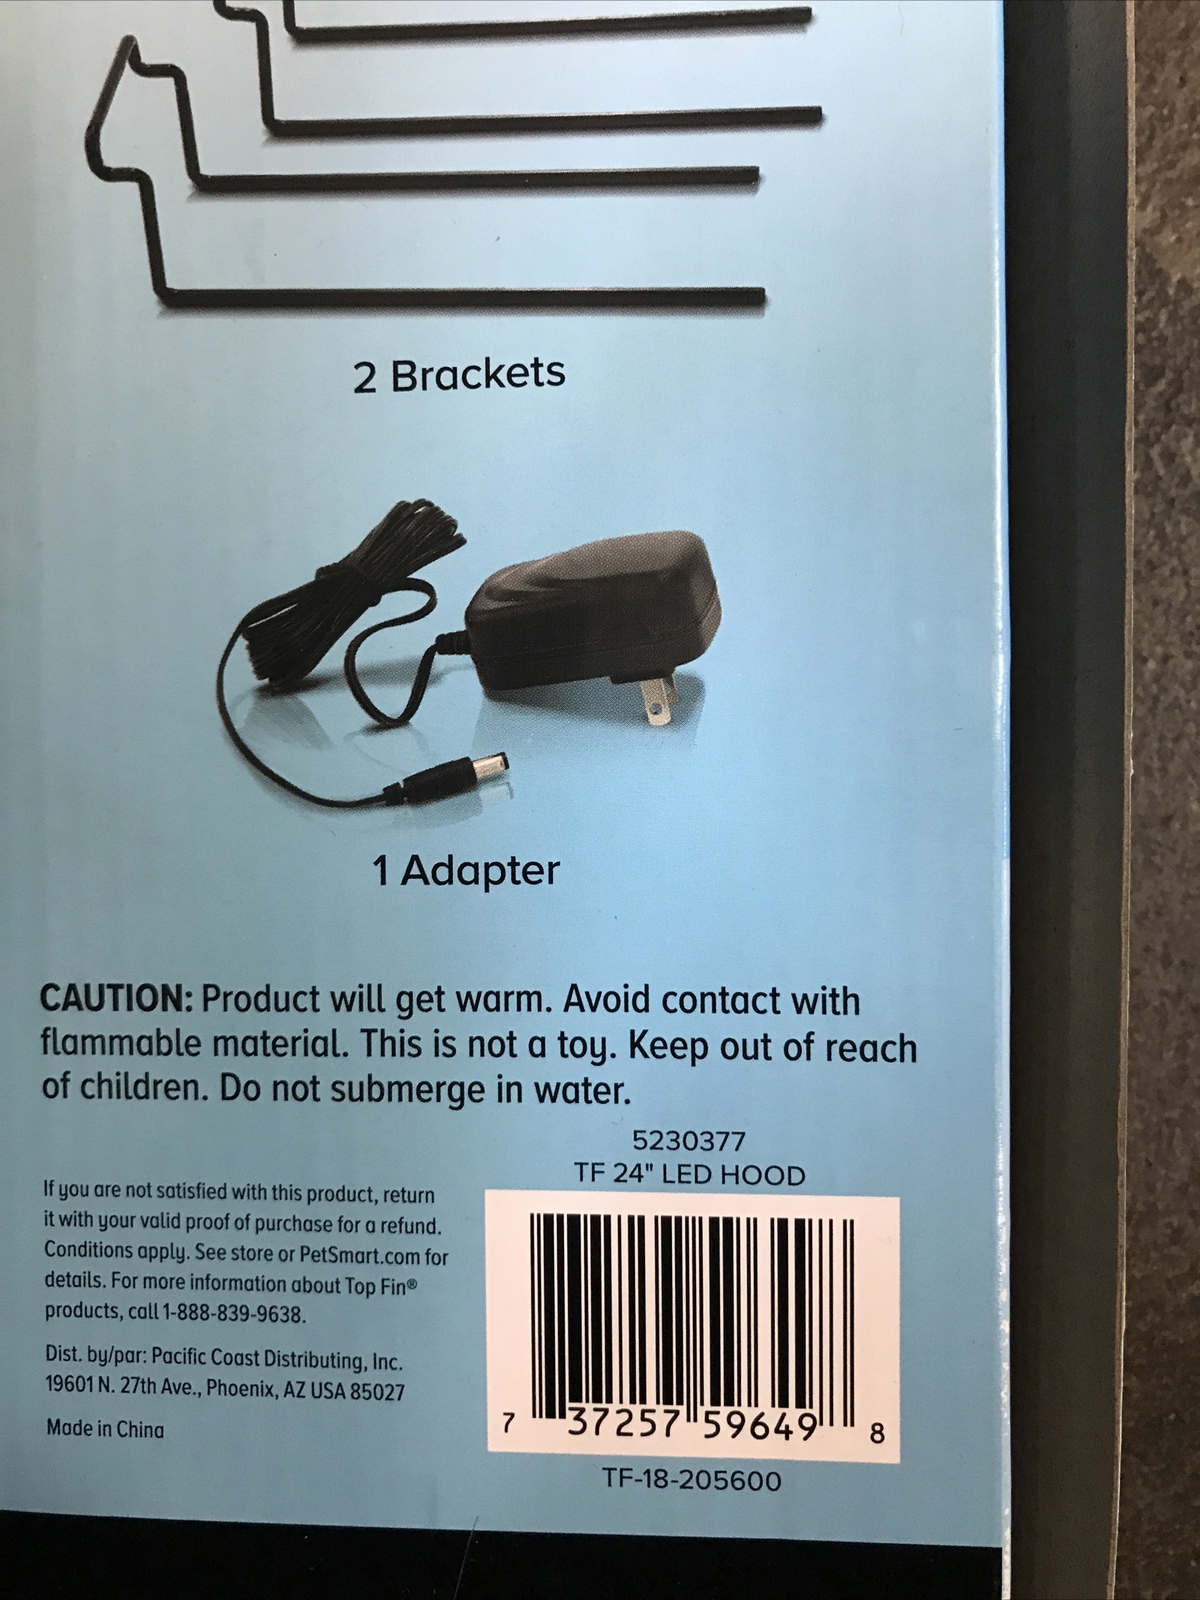 2 Brackets
1 Adapter
CAUTION: Product will get warm. Avoid contact with
flammable material. This is not a toy. Keep out of reach
of children. Do not submerge in water.
5230377
TF 24" LED HOOD
If you are not satisfied with this product, return
it with your valid proof of purchase for a refund.
Conditions apply. See store or PetSmart.com for
details. For more information about Top Fin®
products, call 1-888-839-9638.
Dist. by/par: Pacific Coast Distributing, Inc.
19601 N. 27th Ave., Phoenix, AZ USA 85027
Made in China
7 37257 59649 8
TF-18-205600